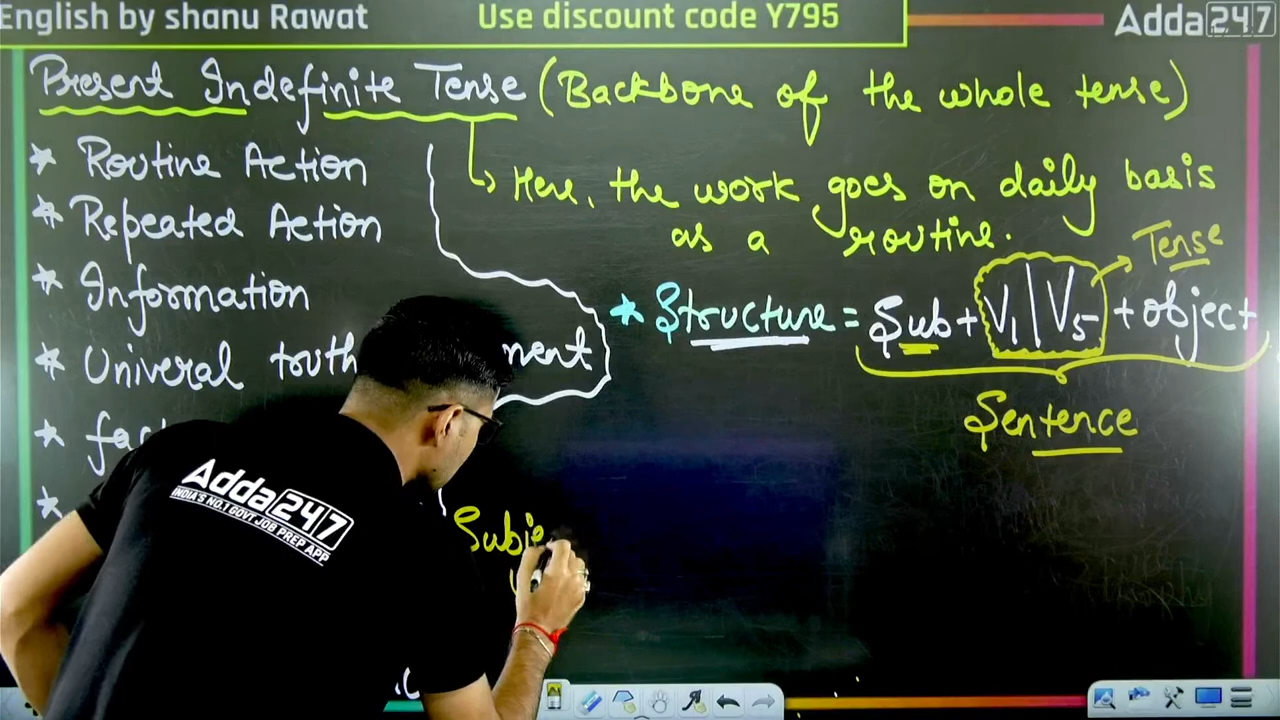 English by shanu Rawat
Use discount code Y795
Adda247
Present Indefinite Tense (Backbone of the whole tense)
* Routine Action
* Repeated Action
* Information
* Univeral truth
*
*
Here, the work goes on daily basis
as a routine.
Tense
* Structure = Sub + V1 | V5 + object
Sentence
Adda247
INDIA'S NO.1 GOVT JOB PREP APP